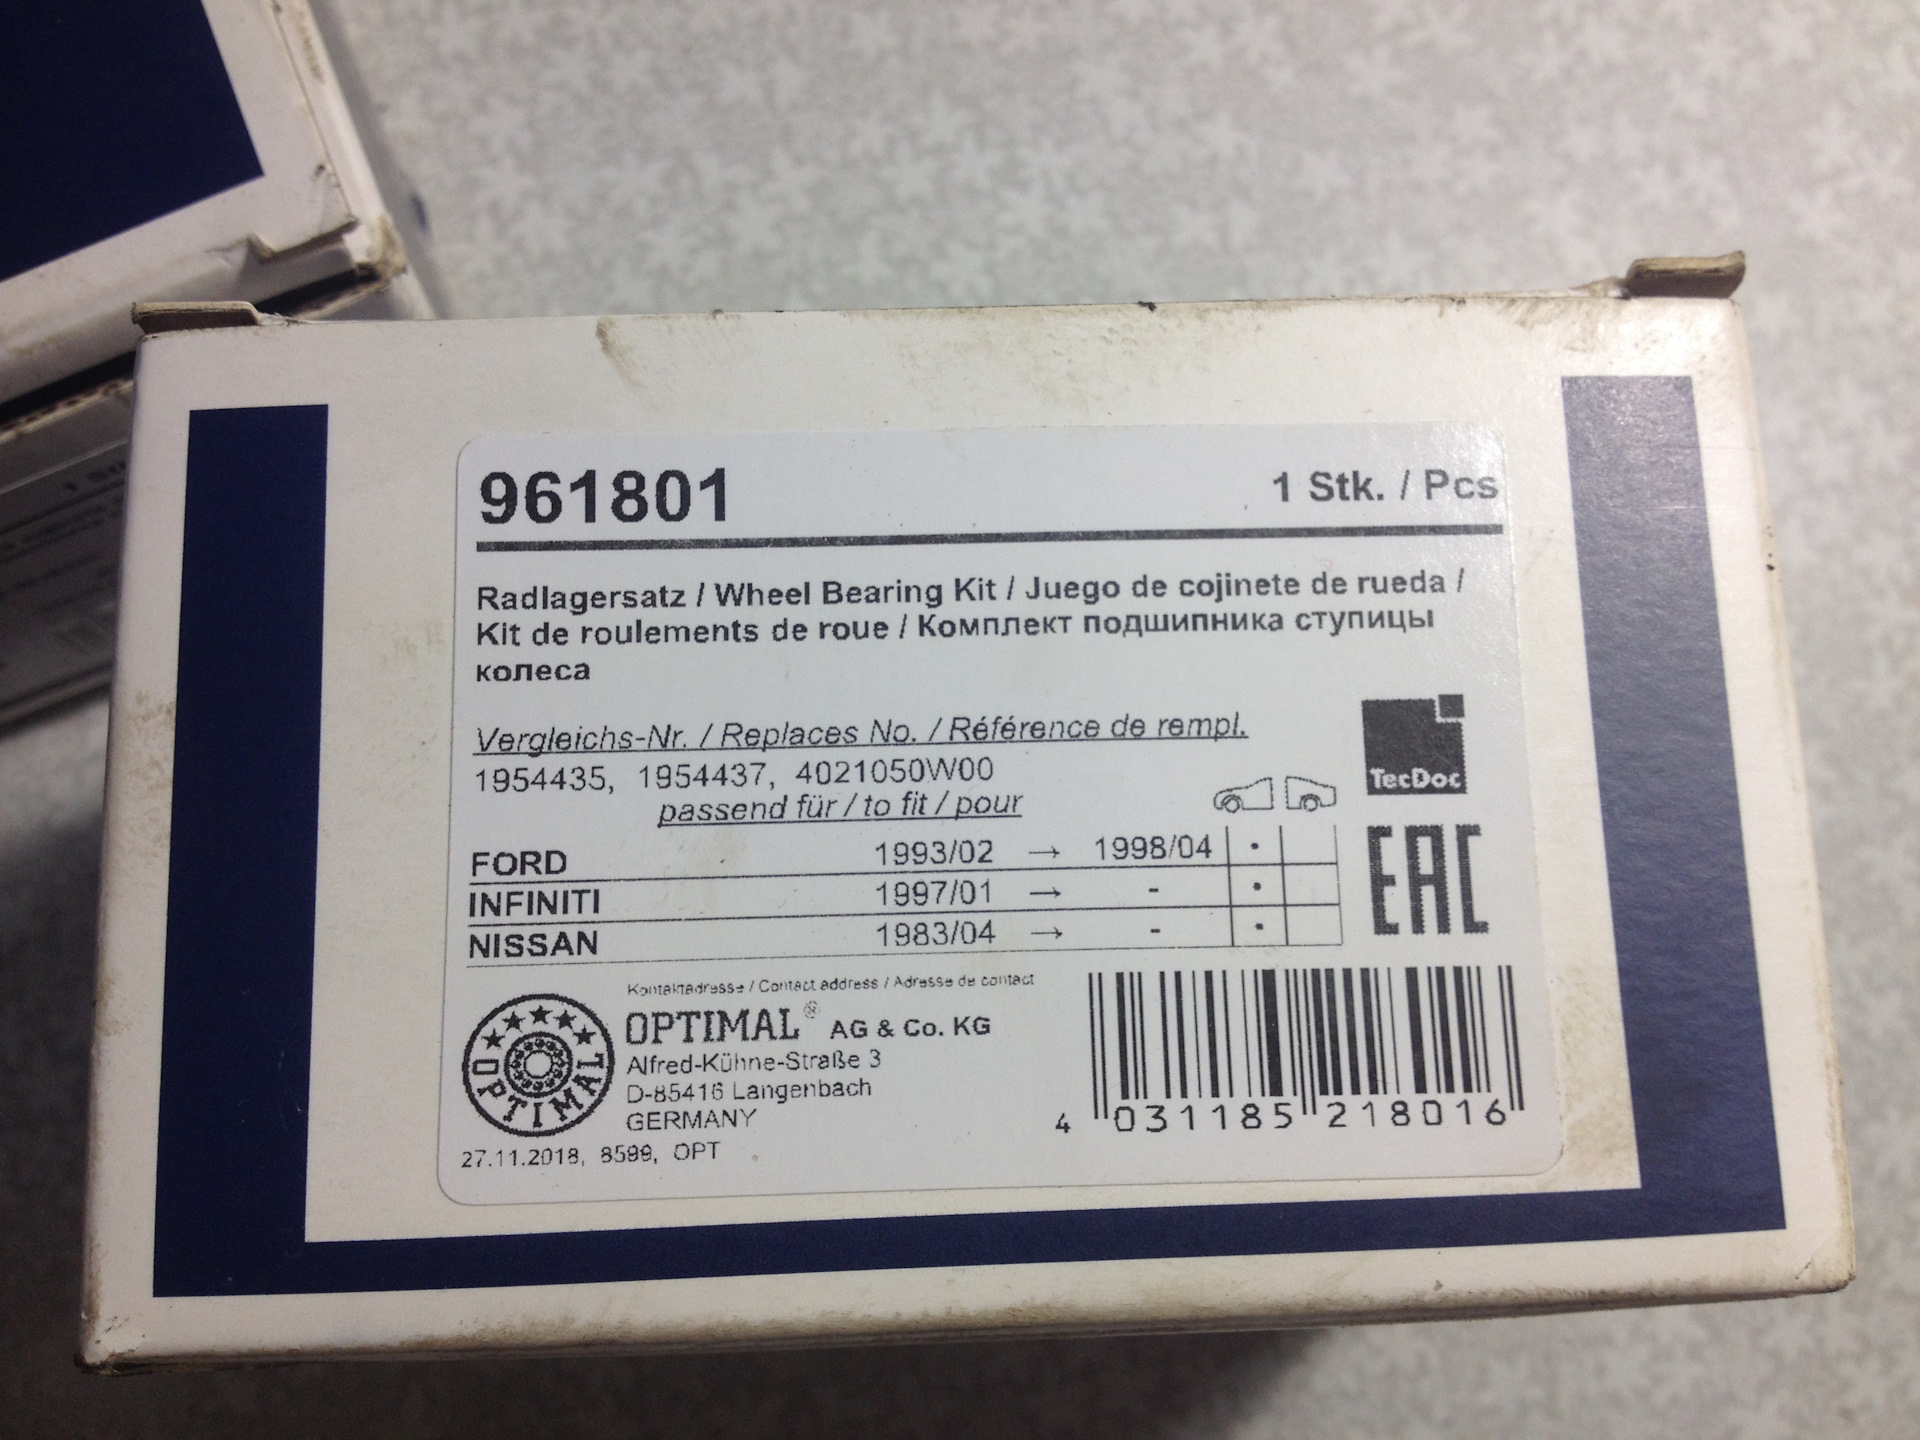 961801 1 Stk. / Pcs
Radlagersatz / Wheel Bearing Kit / Juego de cojinete de rueda /
Kit de roulements de roue / Комплект подшипника ступицы
колеса
Vergleichs-Nr. / Replaces No. / Référence de rempl.
1954435, 1954437, 4021050W00
passend für / to fit / pour
TecDoc
FORD 1993/02 → 1998/04 •
INFINITI 1997/01 → - •
NISSAN 1983/04 → - •
EAC
Kontaktadresse / Contact address / Adresse de contact
OPTIMAL® AG & Co. KG
Alfred-Kühne-Straße 3
D-85416 Langenbach
GERMANY
OPTIMAL
27.11.2018, 8599, OPT
4 031185 218016